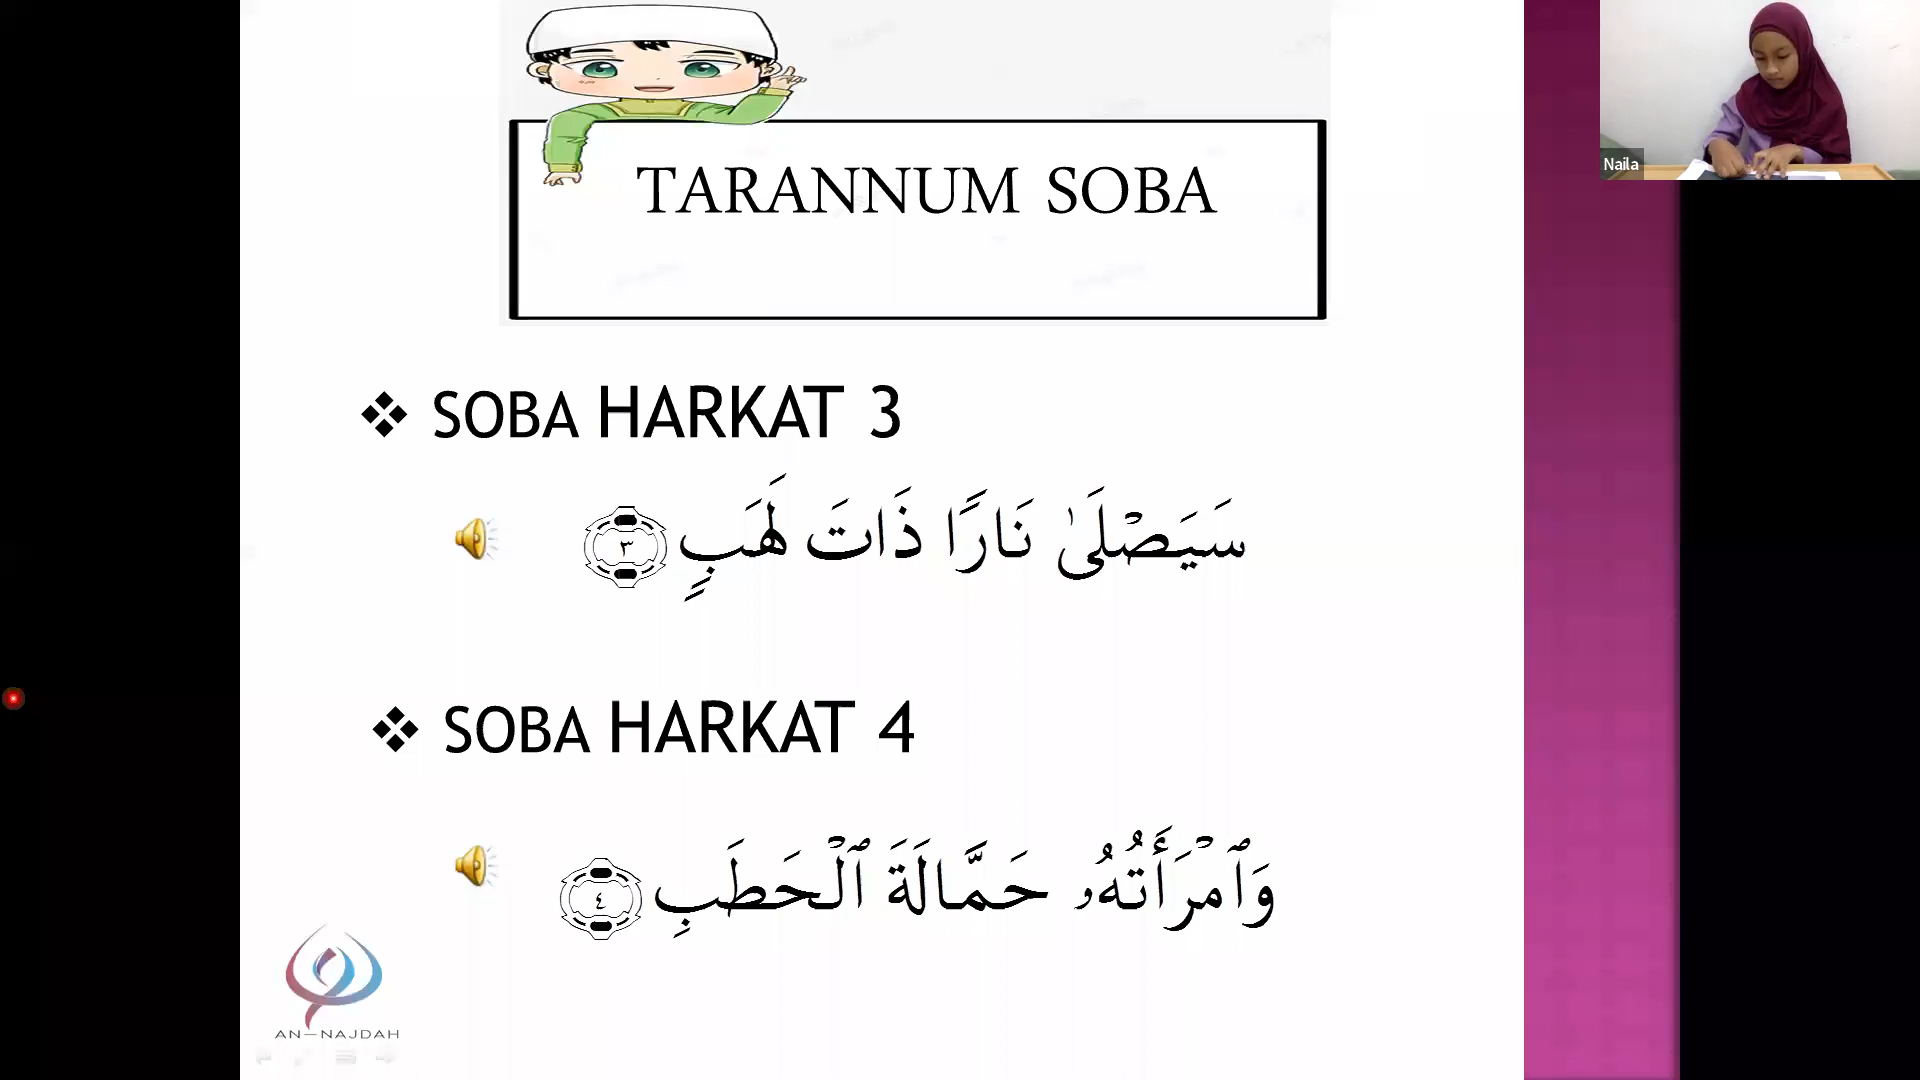 Naila
TARANNUM SOBA
❖ SOBA HARKAT 3
سَيَصْلَىٰ نَارًا ذَاتَ لَهَبٍ ٣
❖ SOBA HARKAT 4
وَٱمْرَأَتُهُۥ حَمَّالَةَ ٱلْحَطَبِ ٤
AN-NAJDAH